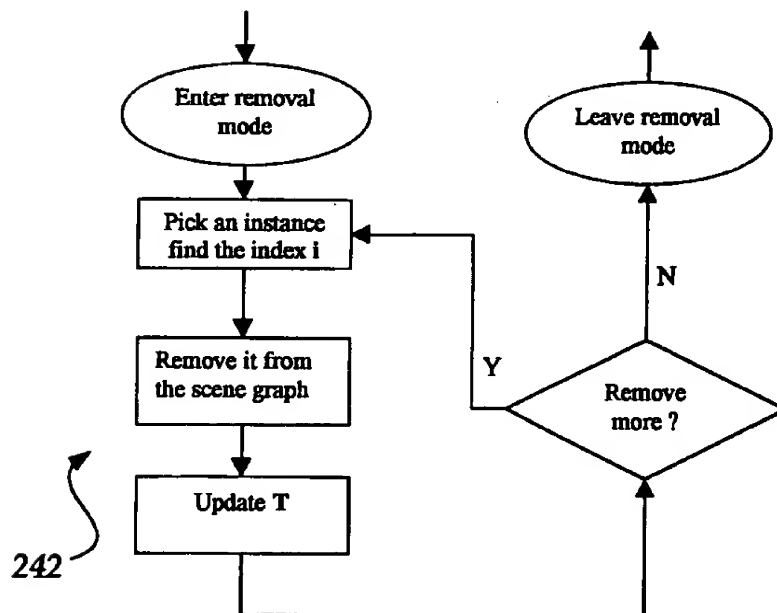 Enter removal
mode
Pick an instance
find the index i
Remove it from
the scene graph
Update T
242
Leave removal
mode
N
Y
Remove
more ?